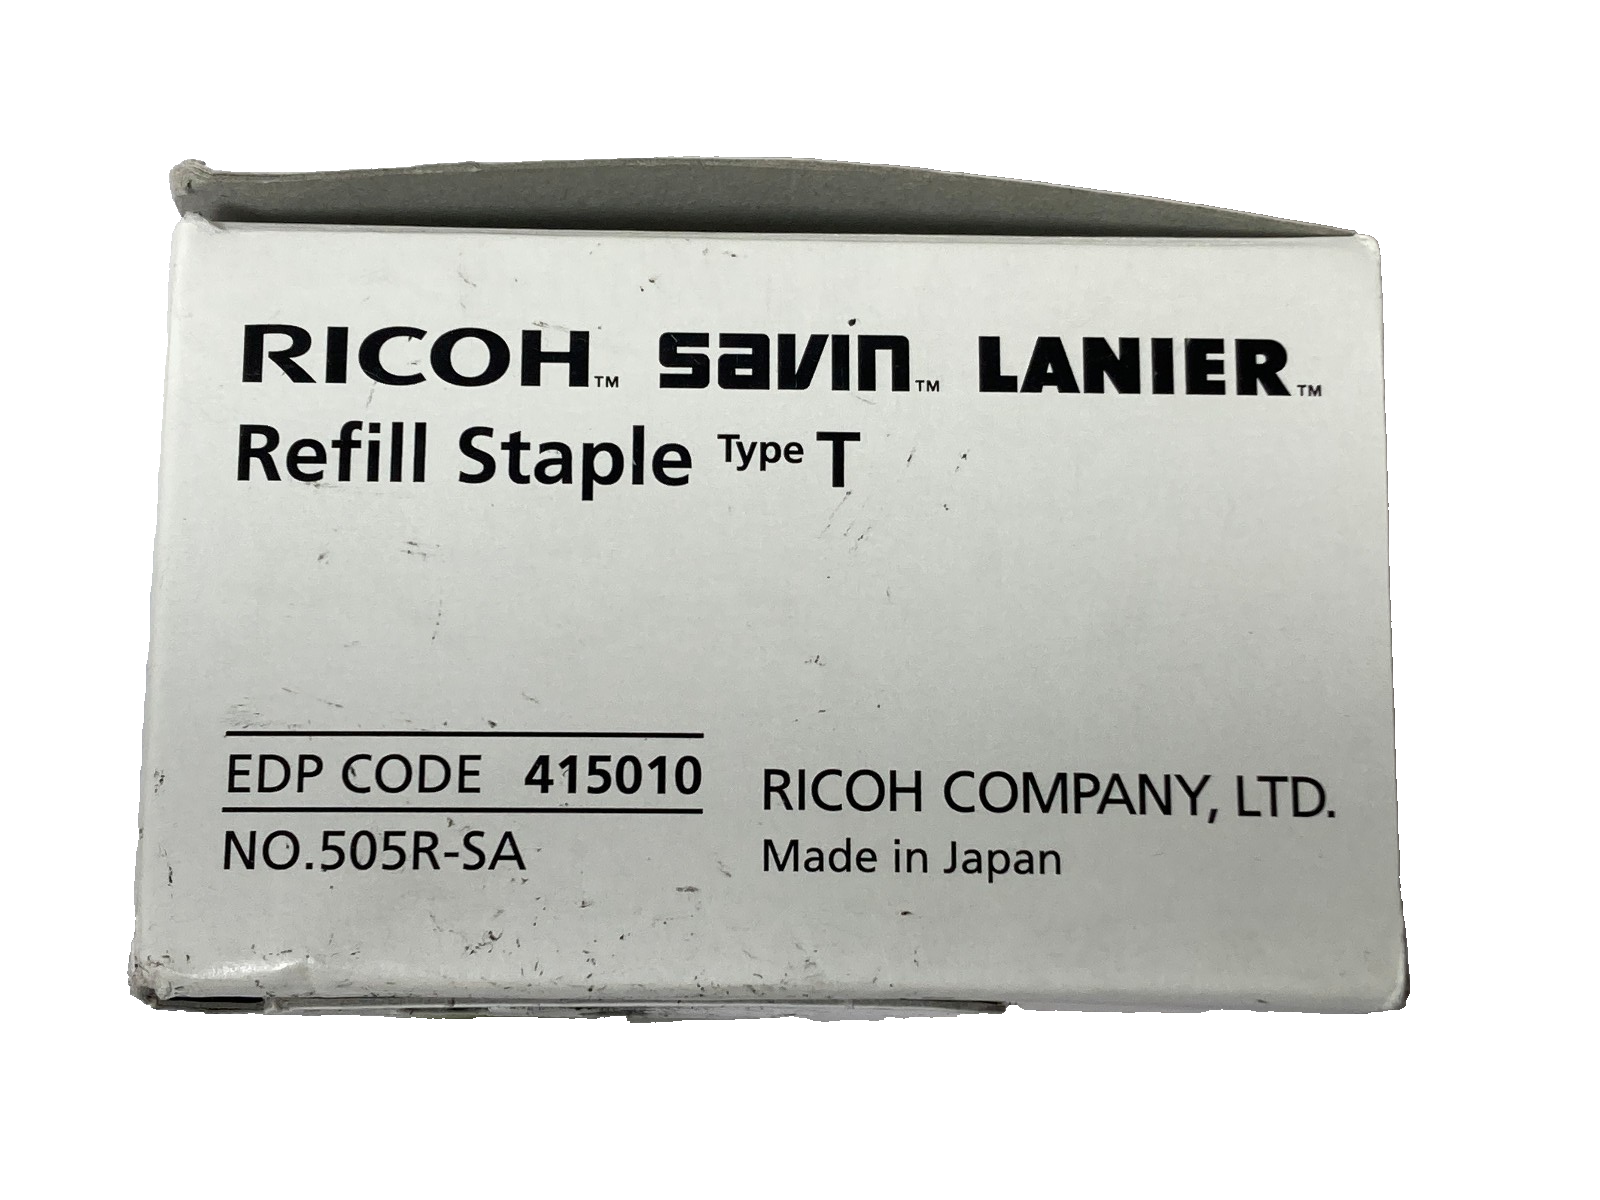 RICOH™ savin™ LANIER™
Refill Staple Type T
EDP CODE 415010
NO.505R-SA
RICOH COMPANY, LTD.
Made in Japan